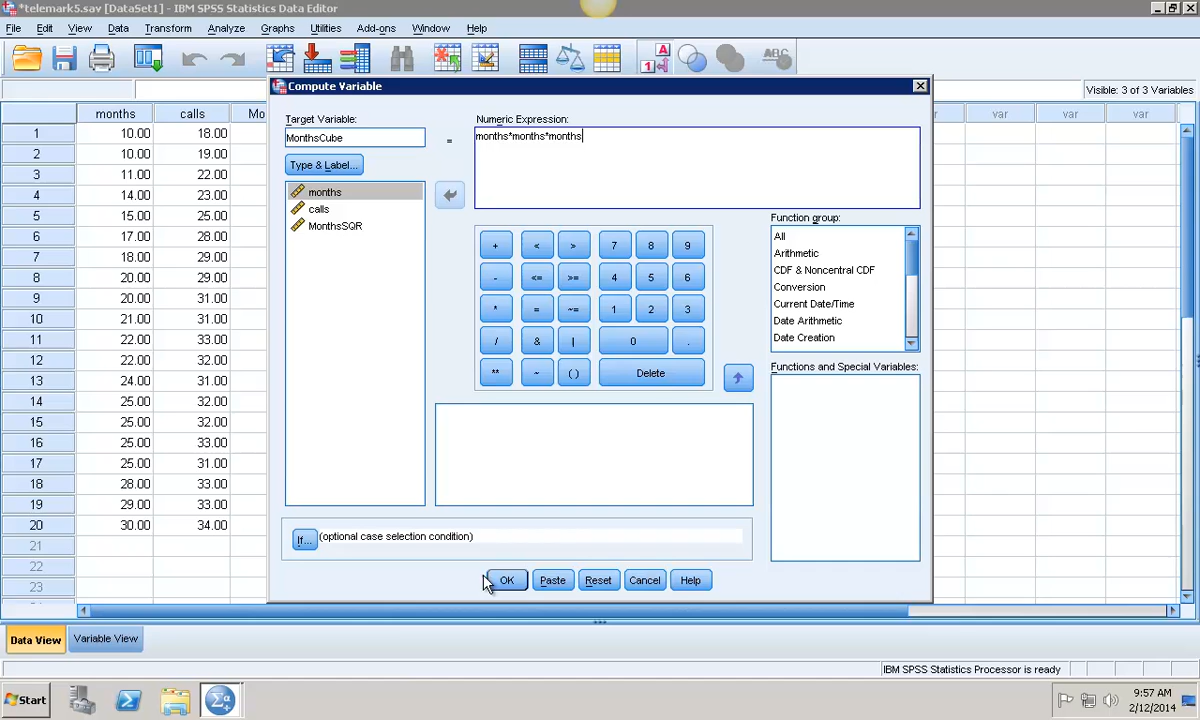 *telemark5.sav [DataSet1] - IBM SPSS Statistics Data Editor
File Edit View Data Transform Analyze Graphs Utilities Add-ons Window Help
Visible: 3 of 3 Variables
months calls Mo var var var
1 10.00 18.00
2 10.00 19.00
3 11.00 22.00
4 14.00 23.00
5 15.00 25.00
6 17.00 28.00
7 18.00 29.00
8 20.00 29.00
9 20.00 31.00
10 21.00 31.00
11 22.00 33.00
12 22.00 32.00
13 24.00 31.00
14 25.00 32.00
15 25.00 32.00
16 25.00 33.00
17 25.00 31.00
18 28.00 33.00
19 29.00 33.00
20 30.00 34.00
21
22
23
Compute Variable
Target Variable:
MonthsCube
=
Numeric Expression:
months*months*months
Type & Label...
months
calls
MonthsSQR
+ < > 7 8 9
- <= >= 4 5 6
* = ~= 1 2 3
/ & | 0 .
** ~ ( ) Delete
Function group:
All
Arithmetic
CDF & Noncentral CDF
Conversion
Current Date/Time
Date Arithmetic
Date Creation
Functions and Special Variables:
If... (optional case selection condition)
OK Paste Reset Cancel Help
Data View Variable View
IBM SPSS Statistics Processor is ready
Start
9:57 AM
2/12/2014